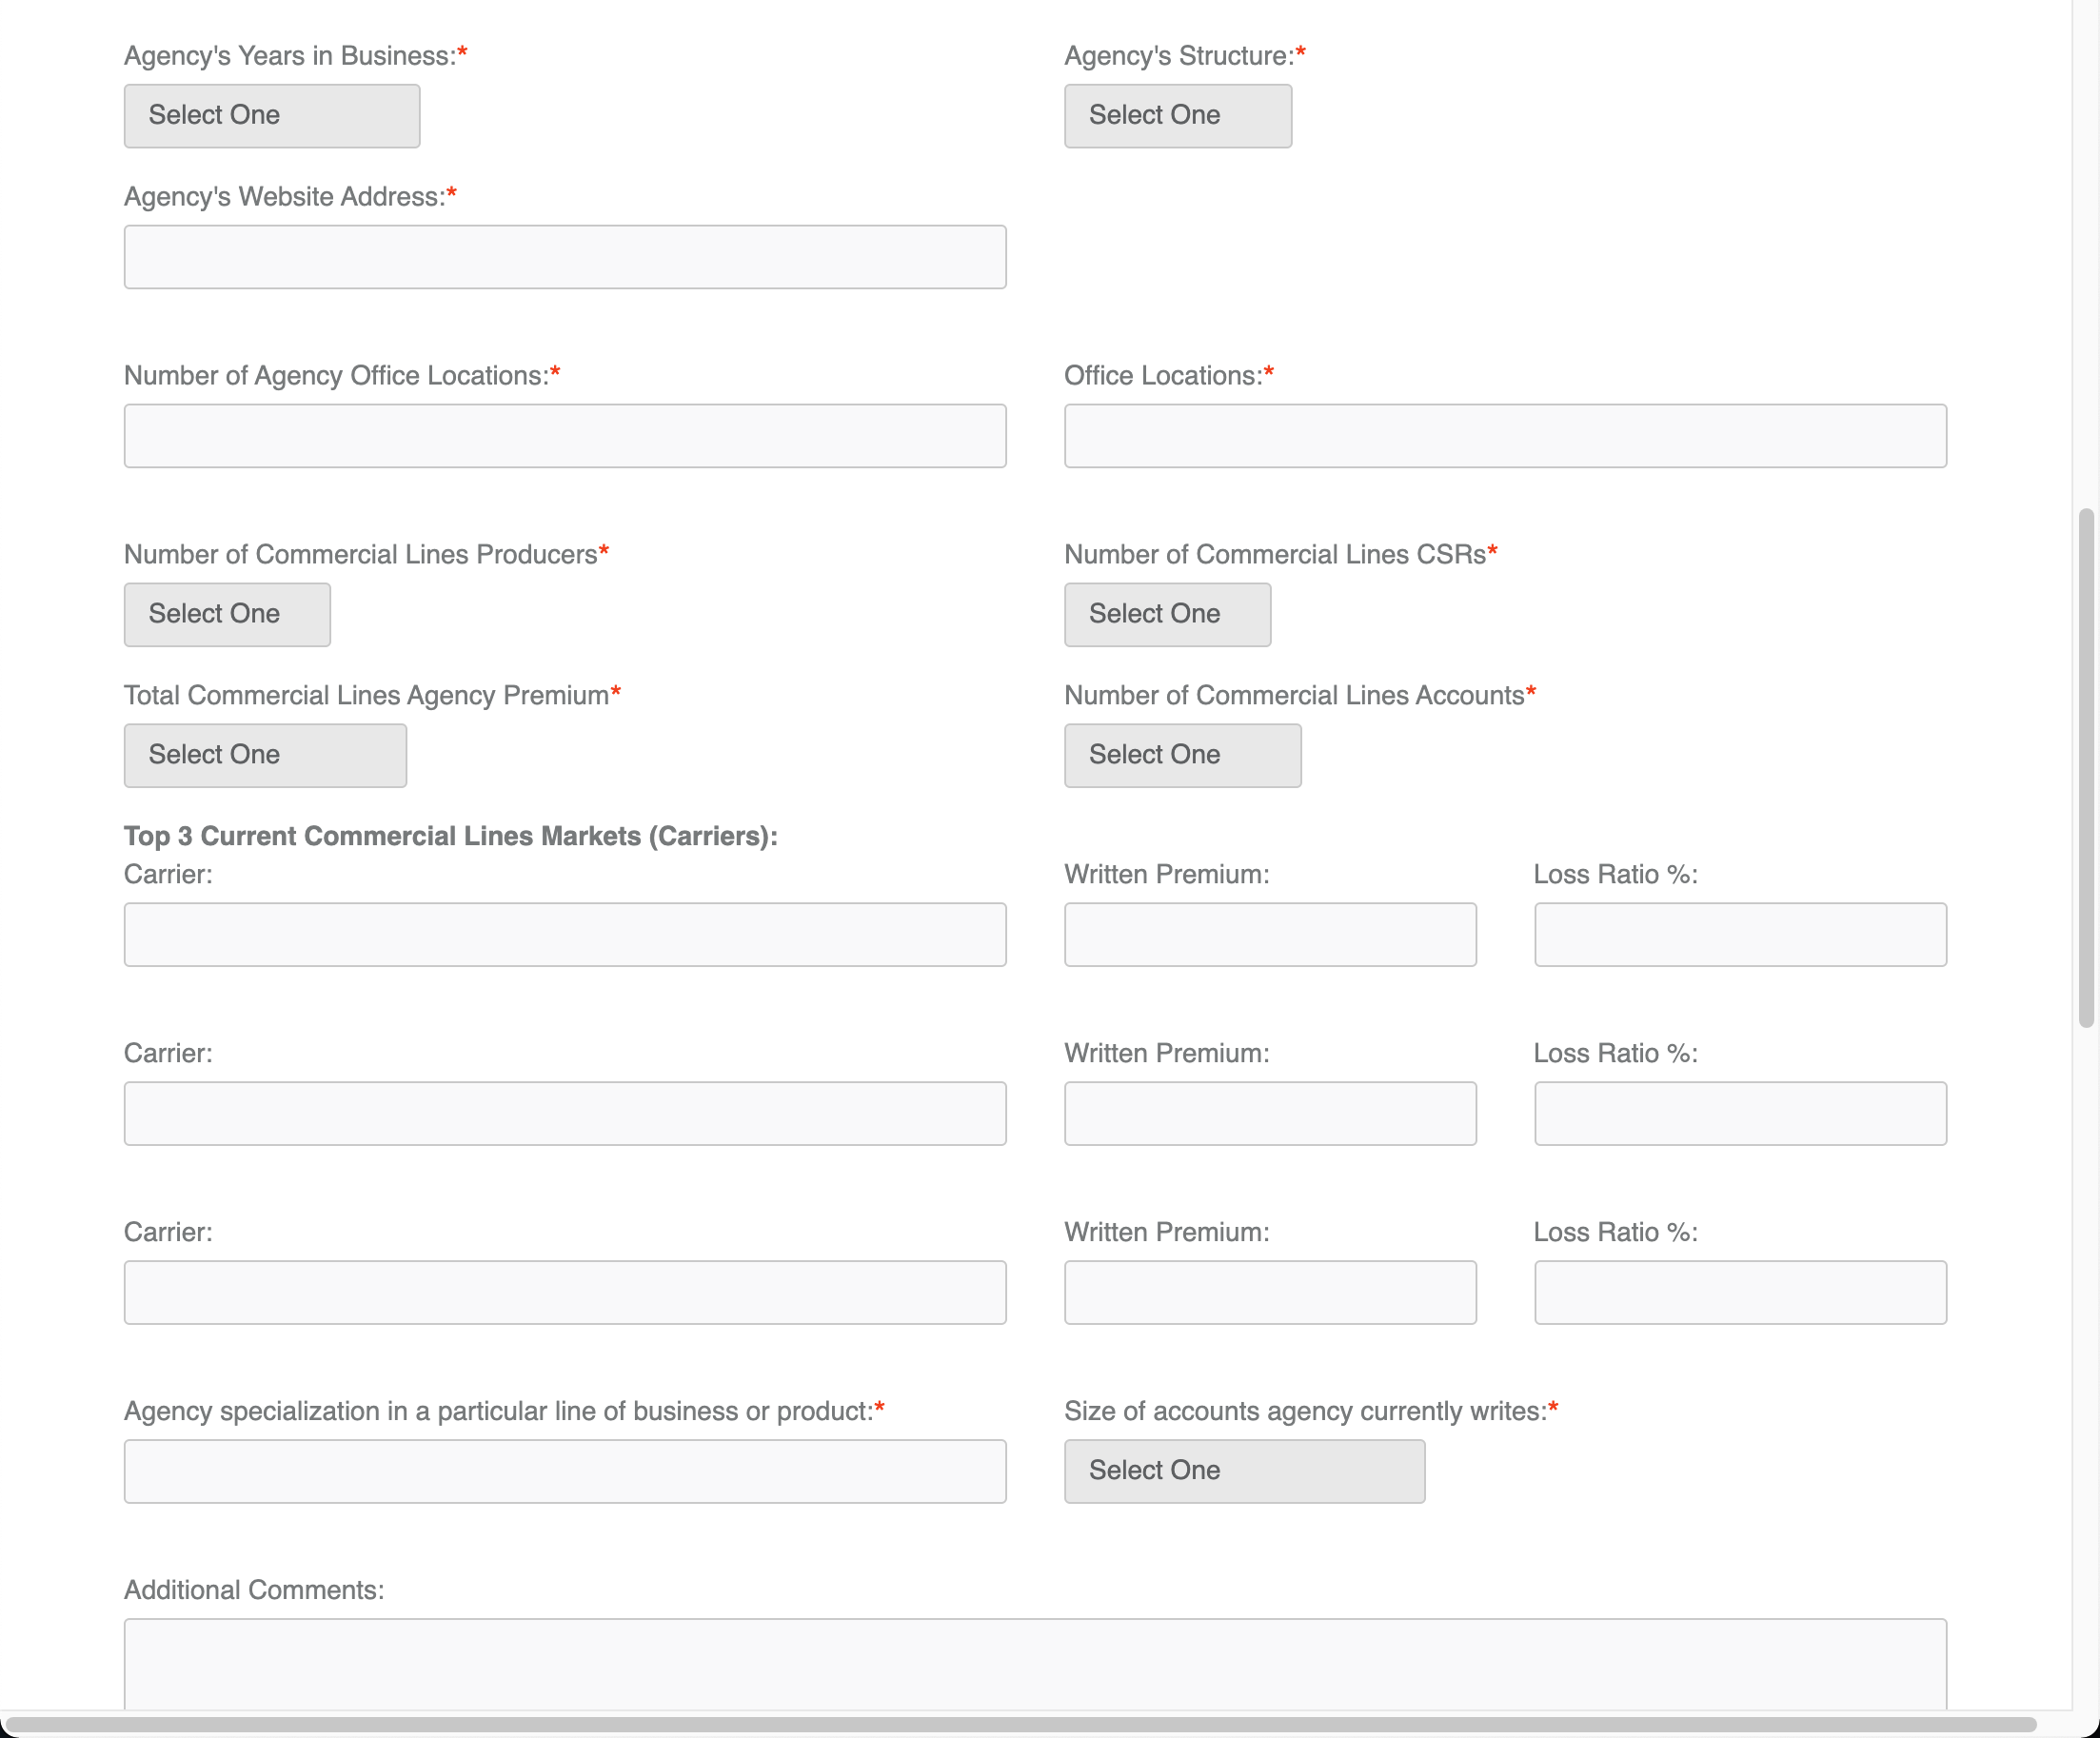 Agency's Years in Business:*
Agency's Structure:*
Select One
Select One
Agency's Website Address:*
Number of Agency Office Locations:*
Office Locations:*
Number of Commercial Lines Producers*
Number of Commercial Lines CSRs*
Select One
Select One
Total Commercial Lines Agency Premium*
Number of Commercial Lines Accounts*
Select One
Select One
Top 3 Current Commercial Lines Markets (Carriers):
Carrier:
Written Premium:
Loss Ratio %:
Carrier:
Written Premium:
Loss Ratio %:
Carrier:
Written Premium:
Loss Ratio %:
Agency specialization in a particular line of business or product:*
Size of accounts agency currently writes:*
Select One
Additional Comments: